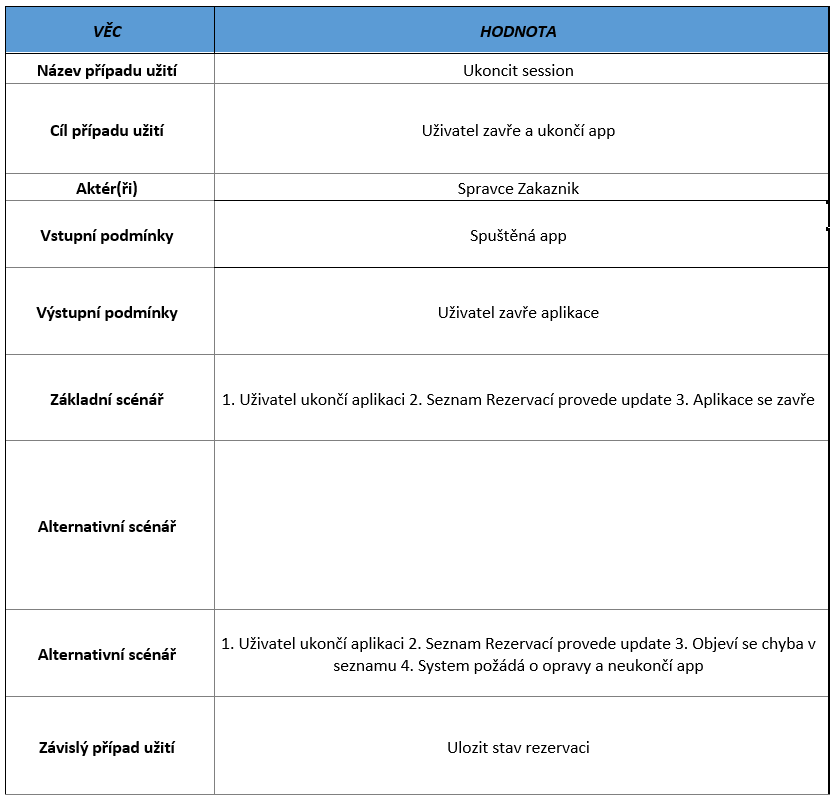 VĚC HODNOTA
Název případu užití Ukoncit session
Cíl případu užití Uživatel zavře a ukončí app
Aktér(ři) Spravce Zakaznik
Vstupní podmínky Spuštěná app
Výstupní podmínky Uživatel zavře aplikace
Základní scénář 1. Uživatel ukončí aplikaci 2. Seznam Rezervací provede update 3. Aplikace se zavře
Alternativní scénář
Alternativní scénář 1. Uživatel ukončí aplikaci 2. Seznam Rezervací provede update 3. Objeví se chyba v
seznamu 4. System požádá o opravy a neukončí app
Závislý případ užití Ulozit stav rezervaci